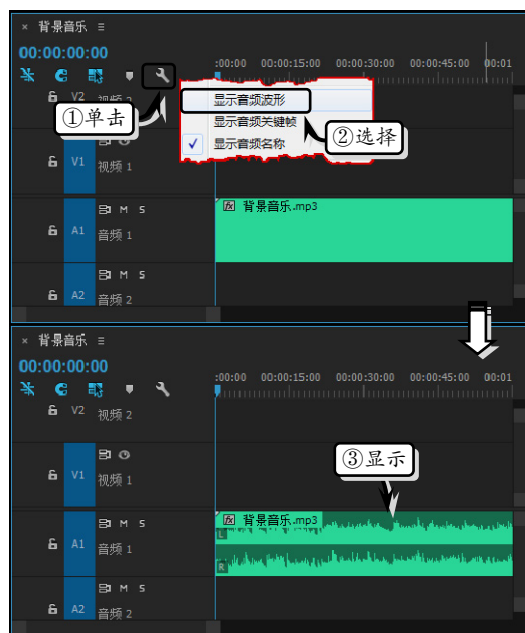 × 背景音乐 ≡
00:00:00:00
:00:00 00:00:15:00 00:00:30:00 00:00:45:00 00:01
V2
①单击
显示音频波形
显示音频关键帧
②选择
✓ 显示音频名称
V1 视频 1
M S
fx 背景音乐.mp3
A1 音频 1
M S
A2 音频 2
× 背景音乐 ≡
00:00:00:00
:00:00 00:00:15:00 00:00:30:00 00:00:45:00 00:01
V2 视频 2
③显示
V1 视频 1
M S
fx 背景音乐.mp3
L
A1 音频 1
R
M S
A2 音频 2